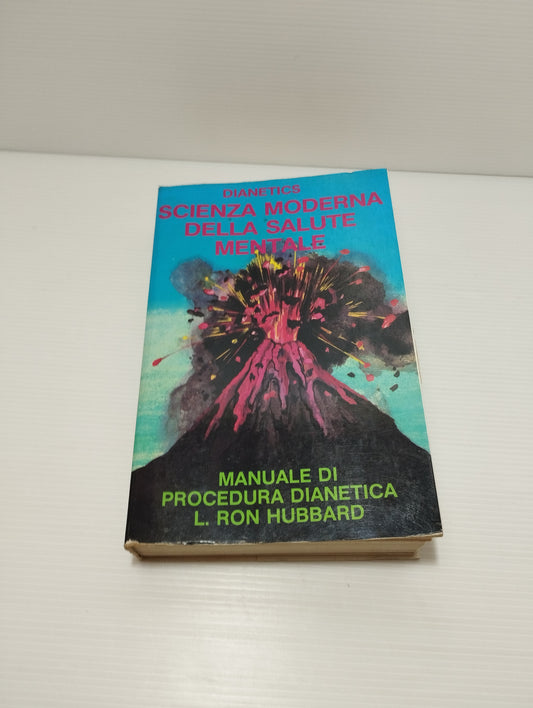 DIANETICS
SCIENZA MODERNA
DELLA SALUTE
MENTALE
MANUALE DI
PROCEDURA DIANETICA
L. RON HUBBARD